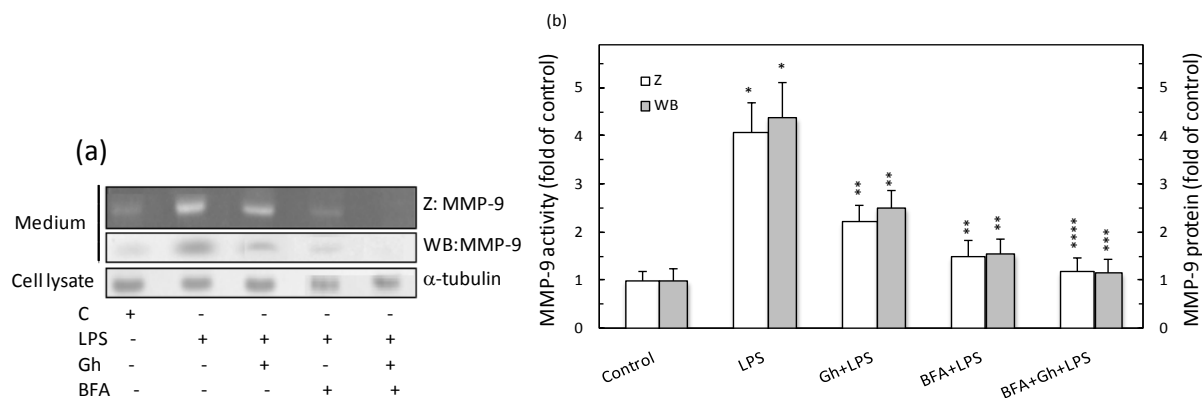 (a)
Medium
Z: MMP-9
WB:MMP-9
Cell lysate
α-tubulin
C + - - - -
LPS - + + + +
Gh - - + - +
BFA - - - + +
(b)
MMP-9 activity (fold of control)
5
4
3
2
1
0
Z
WB
*
*
**
**
**
**
****
***
Control
LPS
Gh+LPS
BFA+LPS
BFA+Gh+LPS
5
4
3
2
1
0
MMP-9 protein (fold of control)